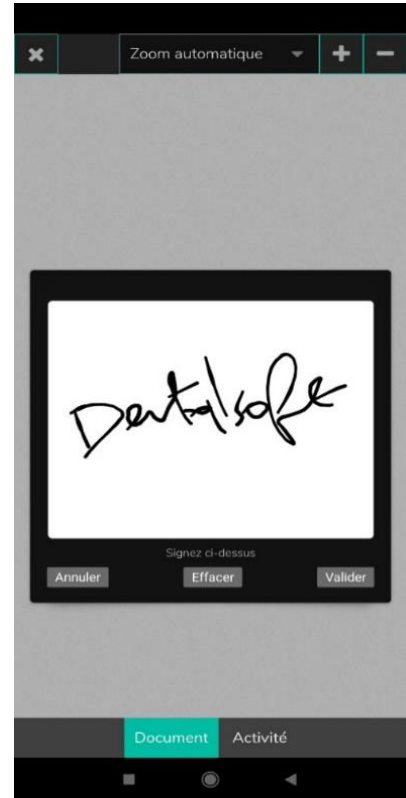 Zoom automatique
Dentalsoft
Signez ci-dessus
Annuler Effacer Valider
Document Activité